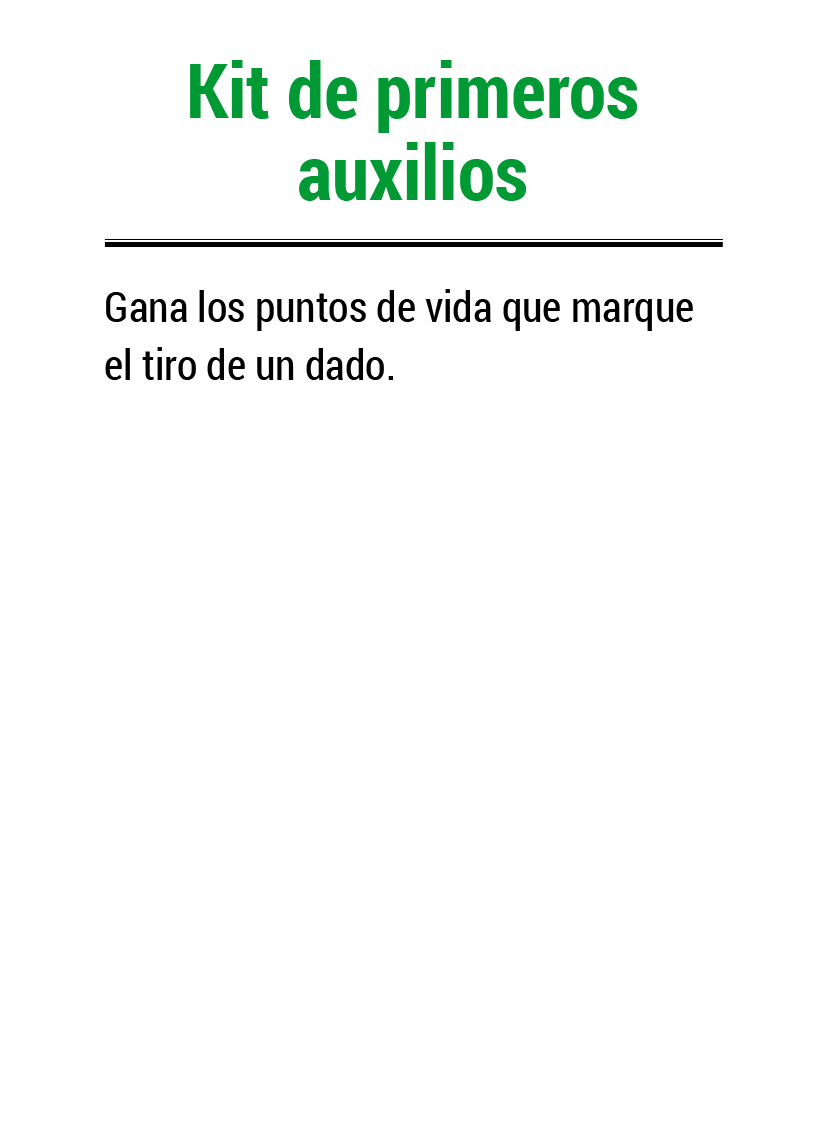 Kit de primeros
auxilios
Gana los puntos de vida que marque
el tiro de un dado.